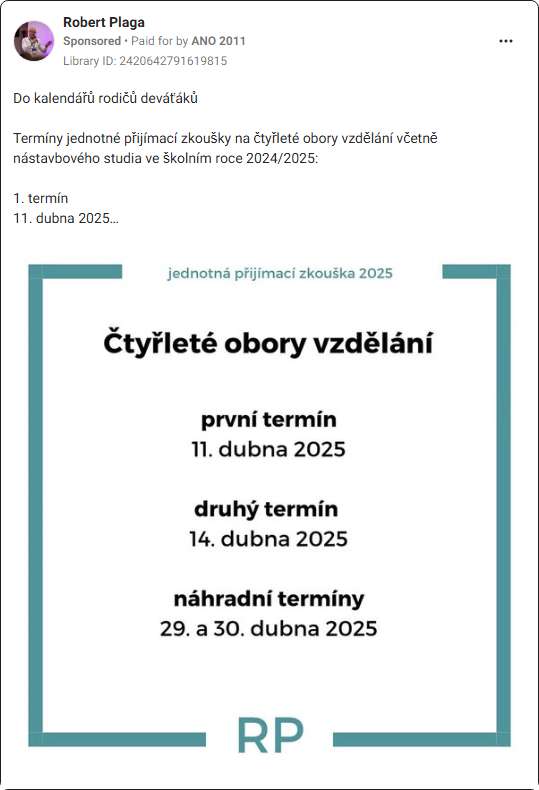 Robert Plaga
Sponsored • Paid for by ANO 2011
Library ID: 2420642791619815
Do kalendářů rodičů deváťáků
Termíny jednotné přijímací zkoušky na čtyřleté obory vzdělání včetně
nástavbového studia ve školním roce 2024/2025:
1. termín
11. dubna 2025...
jednotná přijímací zkouška 2025
Čtyřleté obory vzdělání
první termín
11. dubna 2025
druhý termín
14. dubna 2025
náhradní termíny
29. a 30. dubna 2025
RP